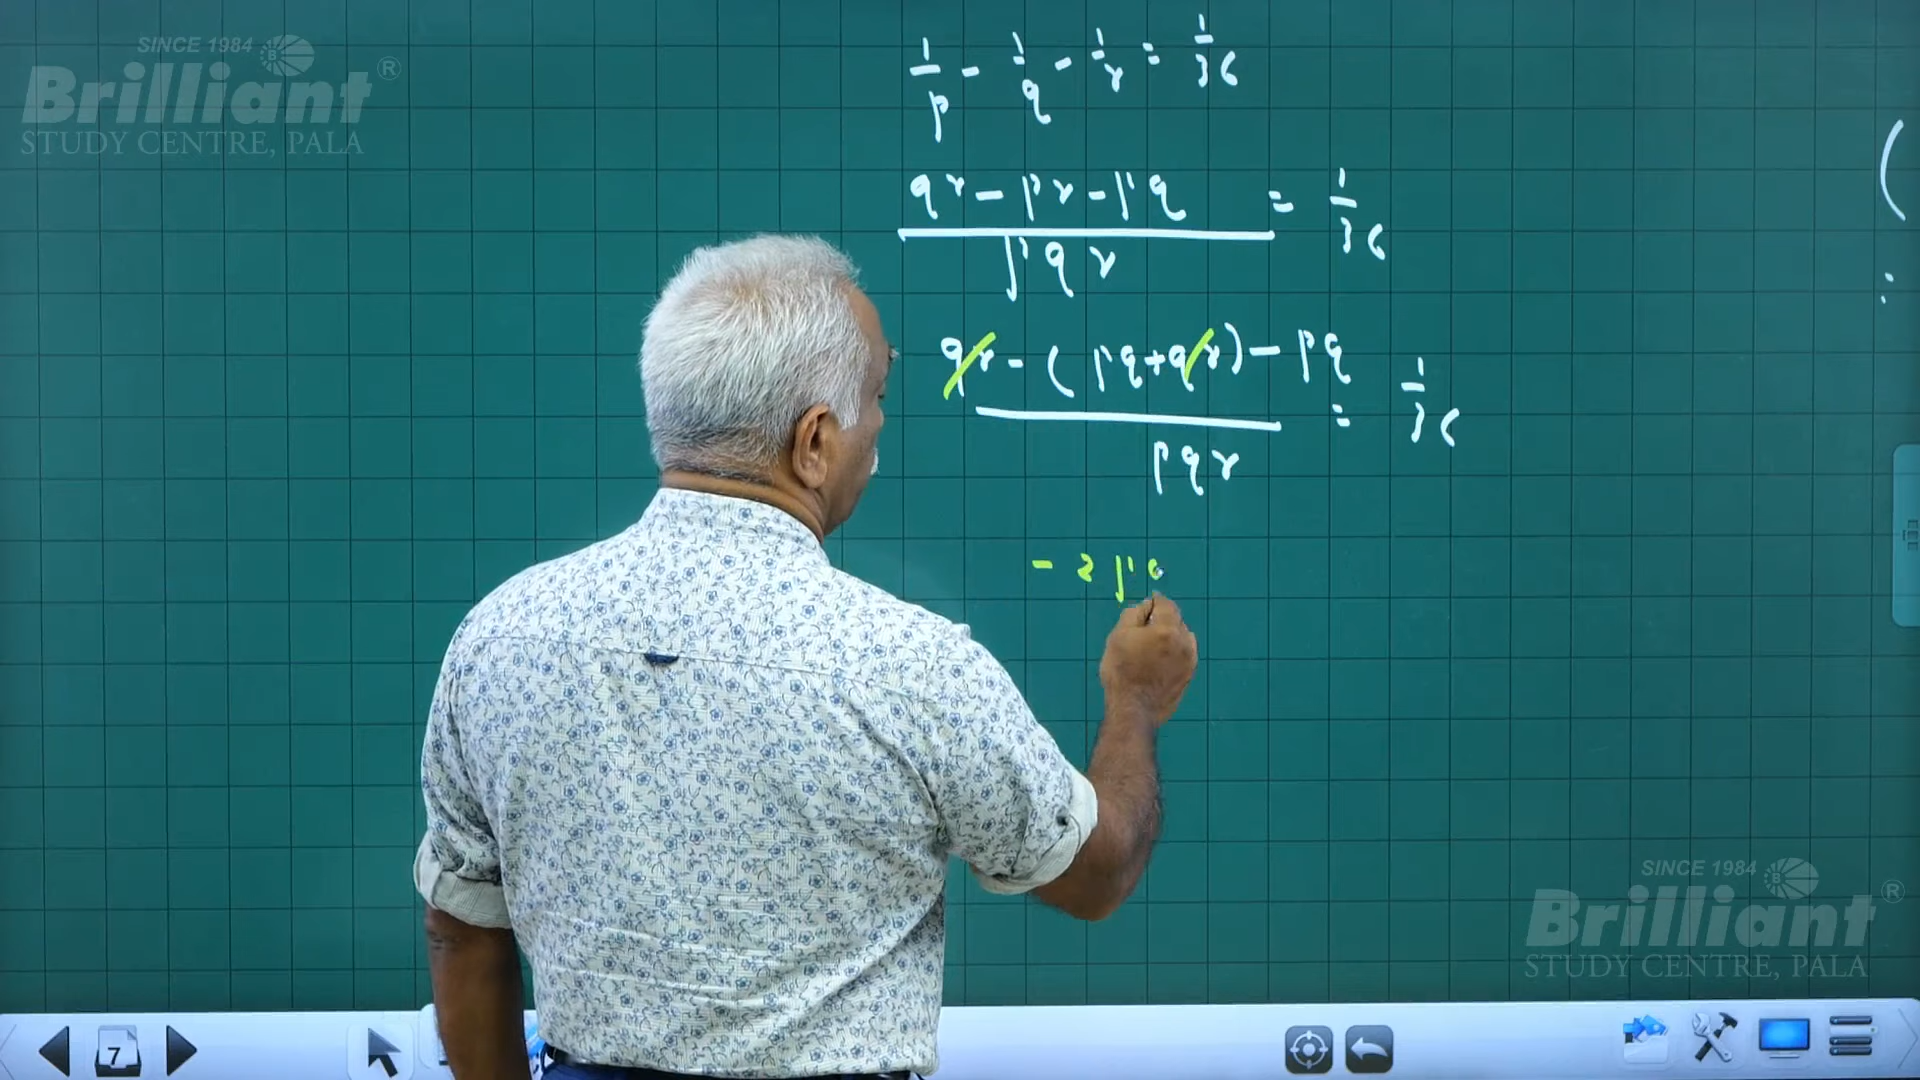 SINCE 1984
Brilliant®
STUDY CENTRE, PALA
1/p - 1/q - 1/r = 1/36
(qr - pr - pq)/pqr = 1/36
(qr - (pq+qr) - pq)/pqr = 1/36
- 2 p
SINCE 1984
Brilliant®
STUDY CENTRE, PALA
7